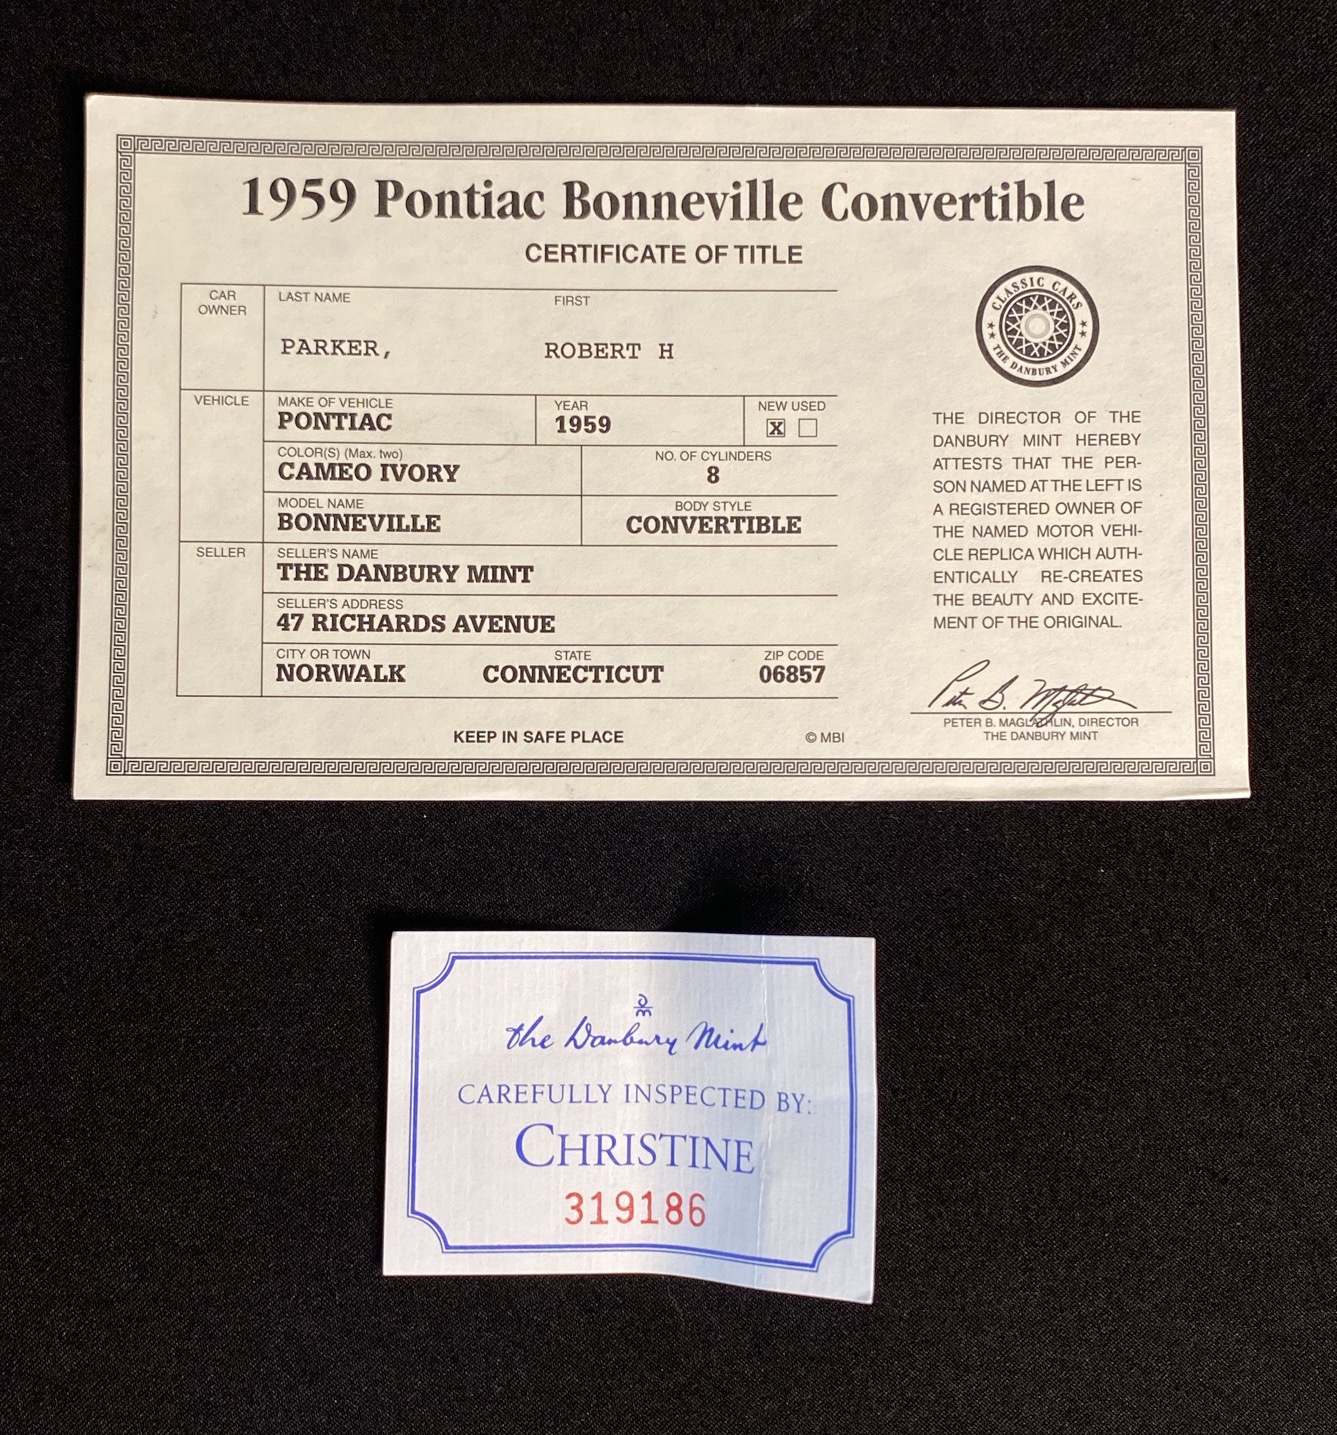 1959 Pontiac Bonneville Convertible
CERTIFICATE OF TITLE
CAR OWNER
LAST NAME FIRST
PARKER, ROBERT H
VEHICLE
MAKE OF VEHICLE YEAR NEW USED
PONTIAC 1959 X
COLOR(S) (Max. two) NO. OF CYLINDERS
CAMEO IVORY 8
MODEL NAME BODY STYLE
BONNEVILLE CONVERTIBLE
SELLER
SELLER'S NAME
THE DANBURY MINT
SELLER'S ADDRESS
47 RICHARDS AVENUE
CITY OR TOWN STATE ZIP CODE
NORWALK CONNECTICUT 06857
KEEP IN SAFE PLACE © MBI
CLASSIC CARS
★★ THE DANBURY MINT ★★
THE DIRECTOR OF THE
DANBURY MINT HEREBY
ATTESTS THAT THE PER-
SON NAMED AT THE LEFT IS
A REGISTERED OWNER OF
THE NAMED MOTOR VEHI-
CLE REPLICA WHICH AUTH-
ENTICALLY RE-CREATES
THE BEAUTY AND EXCITE-
MENT OF THE ORIGINAL.
Peter B. Maglathlin
PETER B. MAGLATHLIN, DIRECTOR
THE DANBURY MINT
dm
the Danbury Mint
CAREFULLY INSPECTED BY:
CHRISTINE
319186